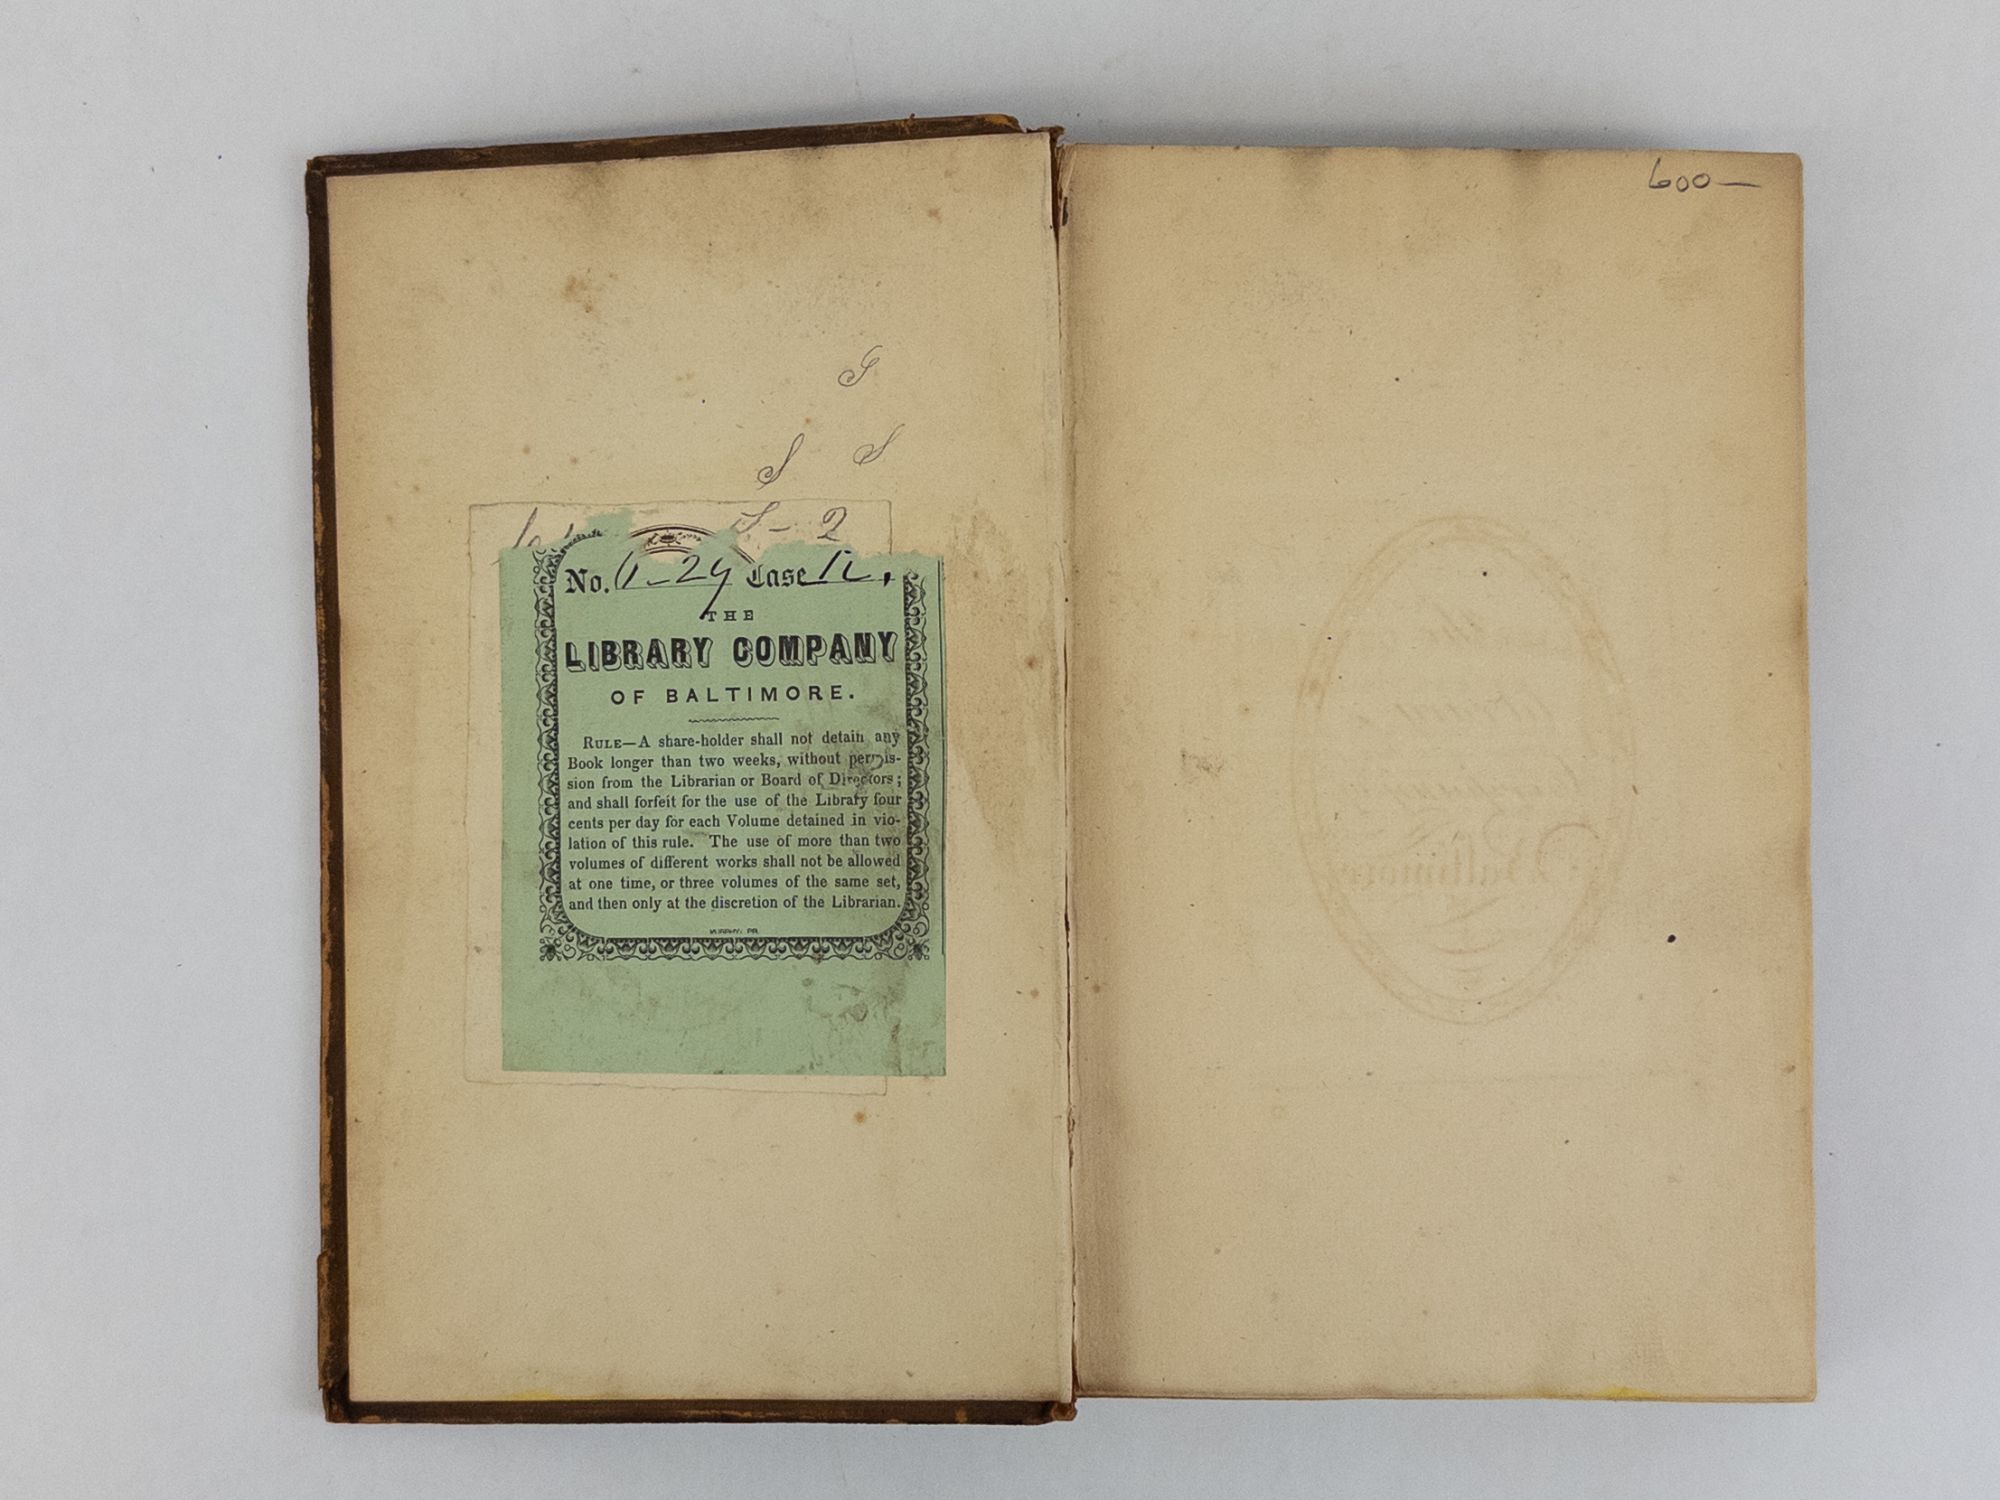 600—
S
S S
S-2
No. Case
THE
LIBRARY COMPANY
OF BALTIMORE.
RULE—A share-holder shall not detain any
Book longer than two weeks, without permis-
sion from the Librarian or Board of Directors;
and shall forfeit for the use of the Library four
cents per day for each Volume detained in vio-
lation of this rule. The use of more than two
volumes of different works shall not be allowed
at one time, or three volumes of the same set,
and then only at the discretion of the Librarian.
MURPHY, PR.